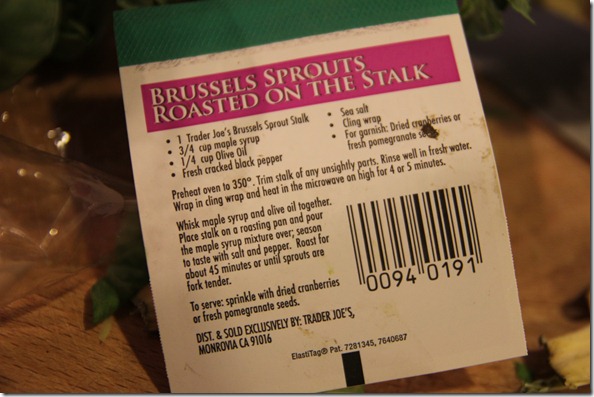 BRUSSELS SPROUTS
ROASTED ON THE STALK
• 1 Trader Joe's Brussels Sprout Stalk
• 3/4 cup maple syrup
• 1/4 cup Olive Oil
• Fresh cracked black pepper
• Sea salt
• Cling wrap
• For garnish: Dried cranberries or
fresh pomegranate seeds.
Preheat oven to 350°. Trim stalk of any unsightly parts. Rinse well in fresh water.
Wrap in cling wrap and heat in the microwave on high for 4 or 5 minutes.
Whisk maple syrup and olive oil together.
Place stalk on a roasting pan and pour
the maple syrup mixture over; season
to taste with salt and pepper. Roast for
about 45 minutes or until sprouts are
fork tender.
To serve: sprinkle with dried cranberries
or fresh pomegranate seeds.
DIST. & SOLD EXCLUSIVELY BY: TRADER JOE'S,
MONROVIA CA 91016
0094 0191
ElastiTag® Pat. 7281345, 7640687